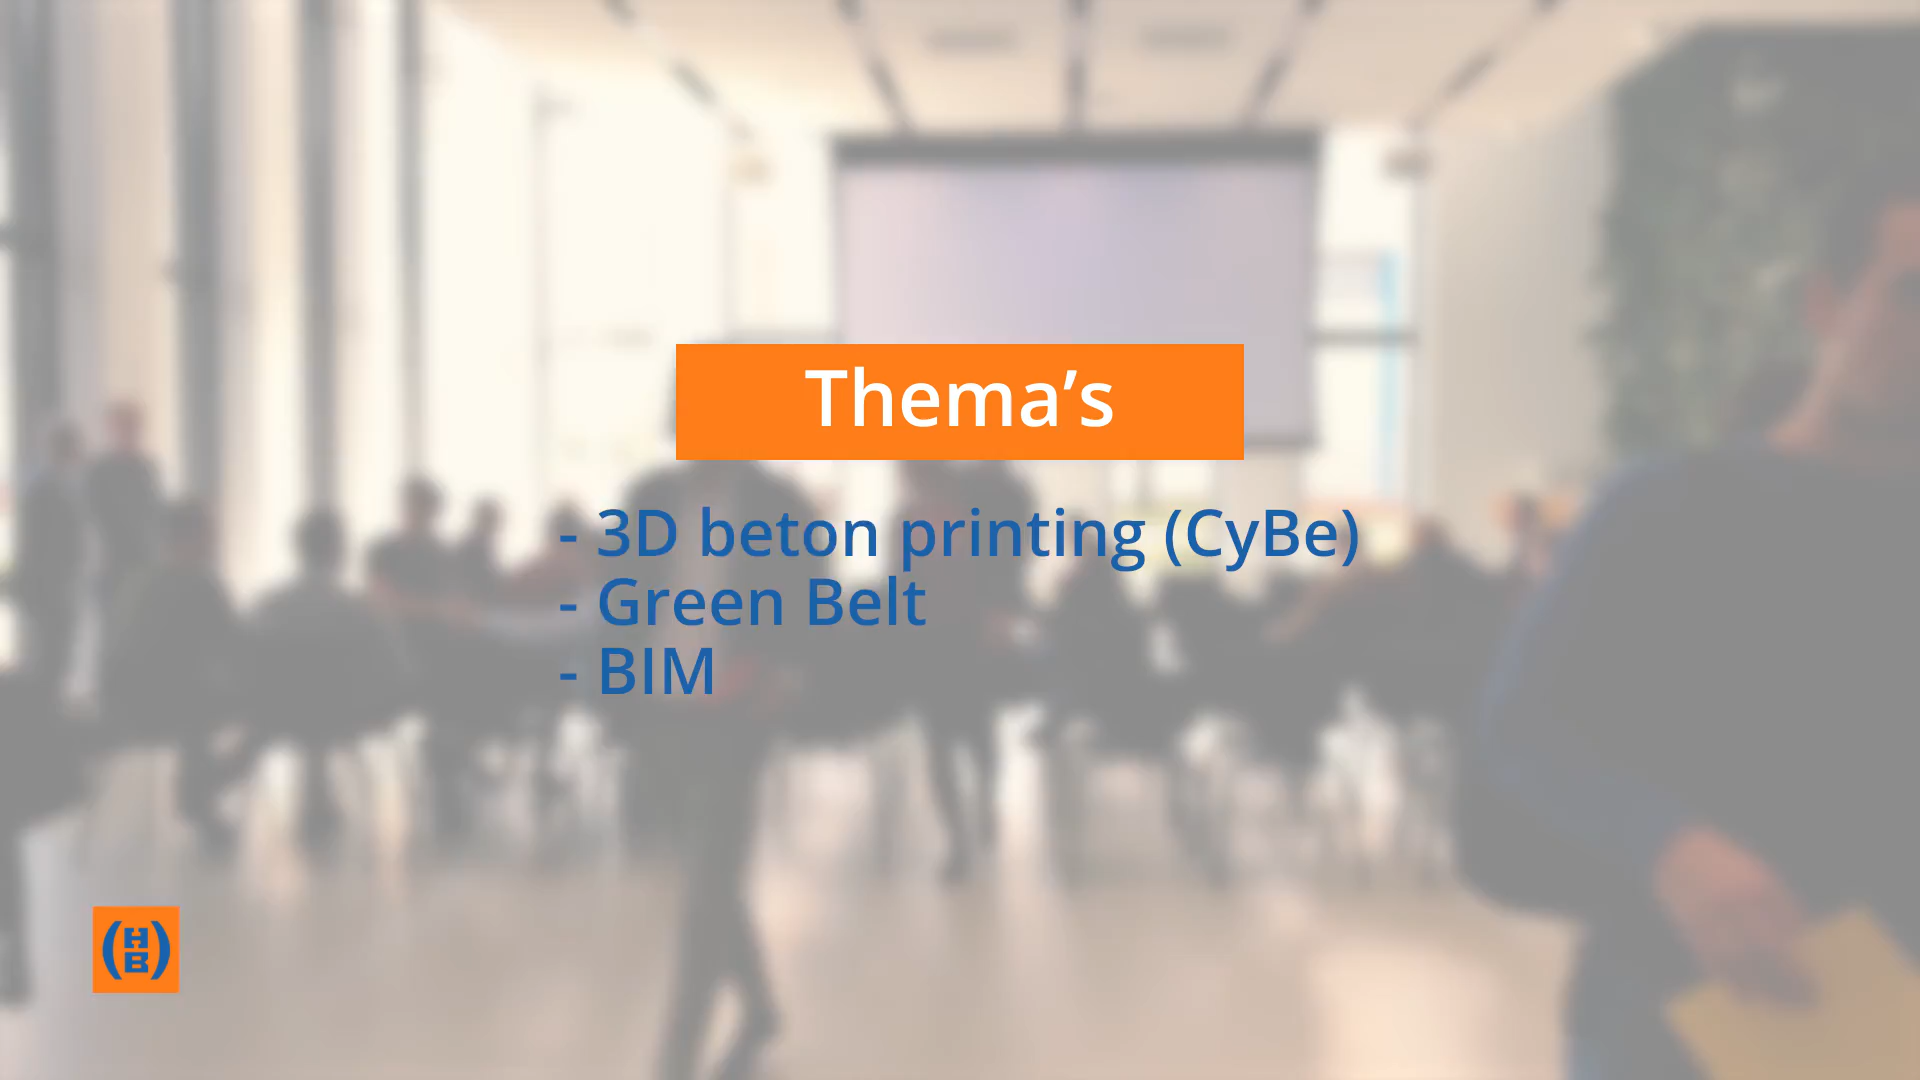 Thema’s
- 3D beton printing (CyBe)
- Green Belt
- BIM
(H
B)